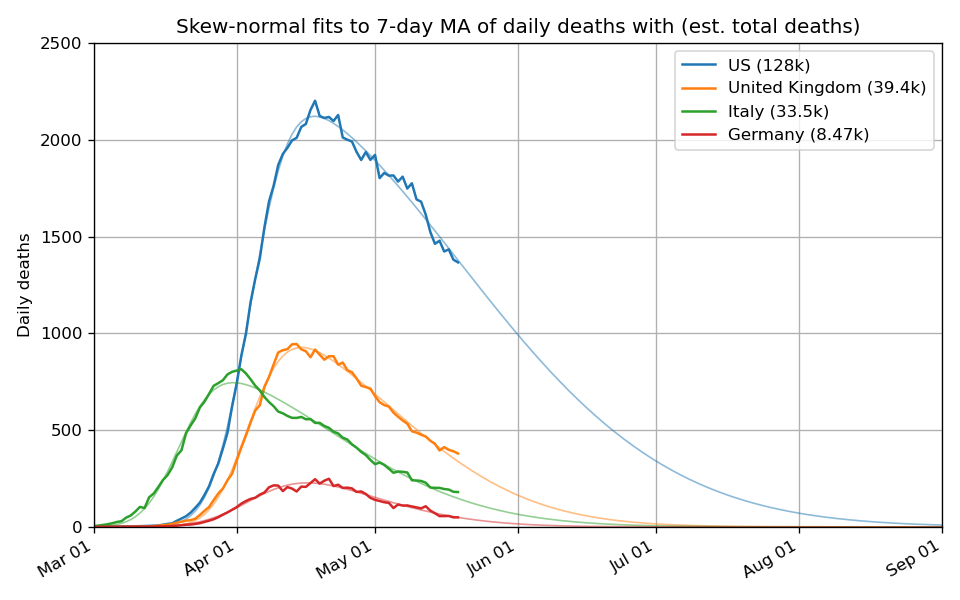 Skew-normal fits to 7-day MA of daily deaths with (est. total deaths)
2500
2000
1500
1000
500
0
Daily deaths
US (128k)
United Kingdom (39.4k)
Italy (33.5k)
Germany (8.47k)
Mar 01
Apr 01
May 01
Jun 01
Jul 01
Aug 01
Sep 01